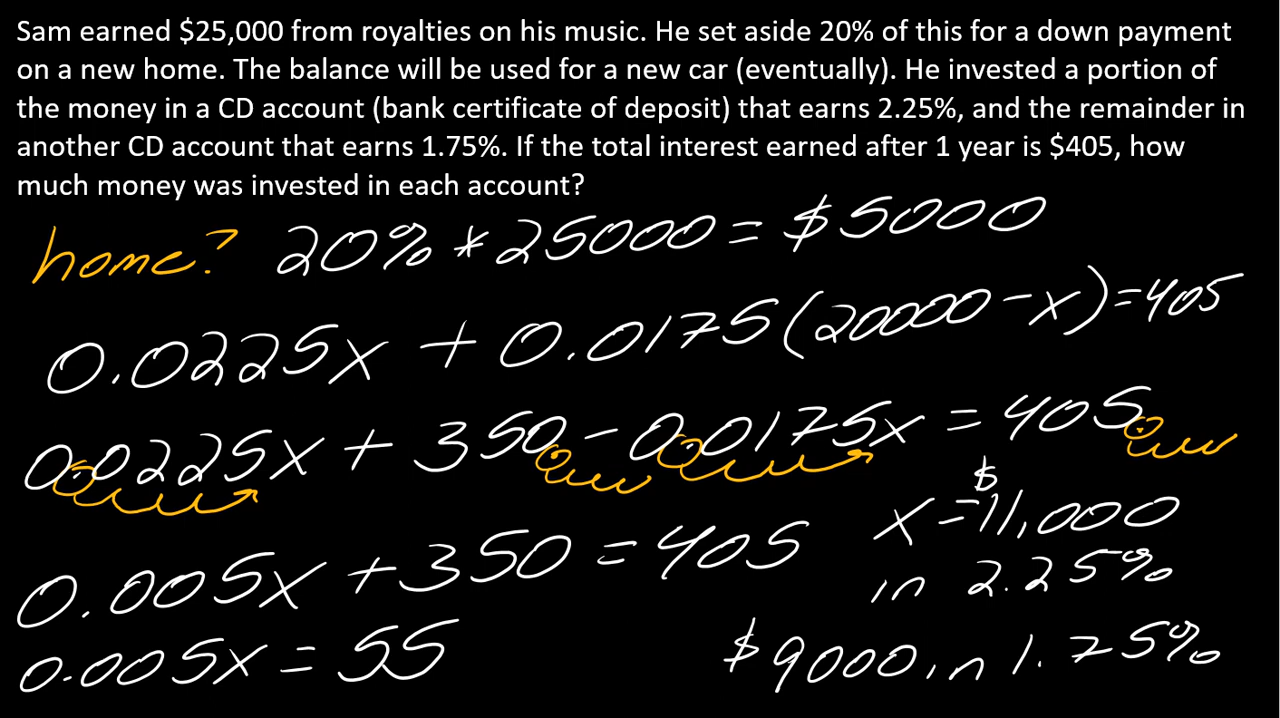 Sam earned $25,000 from royalties on his music. He set aside 20% of this for a down payment
on a new home. The balance will be used for a new car (eventually). He invested a portion of
the money in a CD account (bank certificate of deposit) that earns 2.25%, and the remainder in
another CD account that earns 1.75%. If the total interest earned after 1 year is $405, how
much money was invested in each account?
home? 20% * 25000 = $5000
0.0225x + 0.0175(20000-x)=405
0.0225x + 350 - 0.0175x = 405
0.005x + 350 = 405
0.005x = 55
x = $11,000
in 2.25%
$9000 in 1.75%